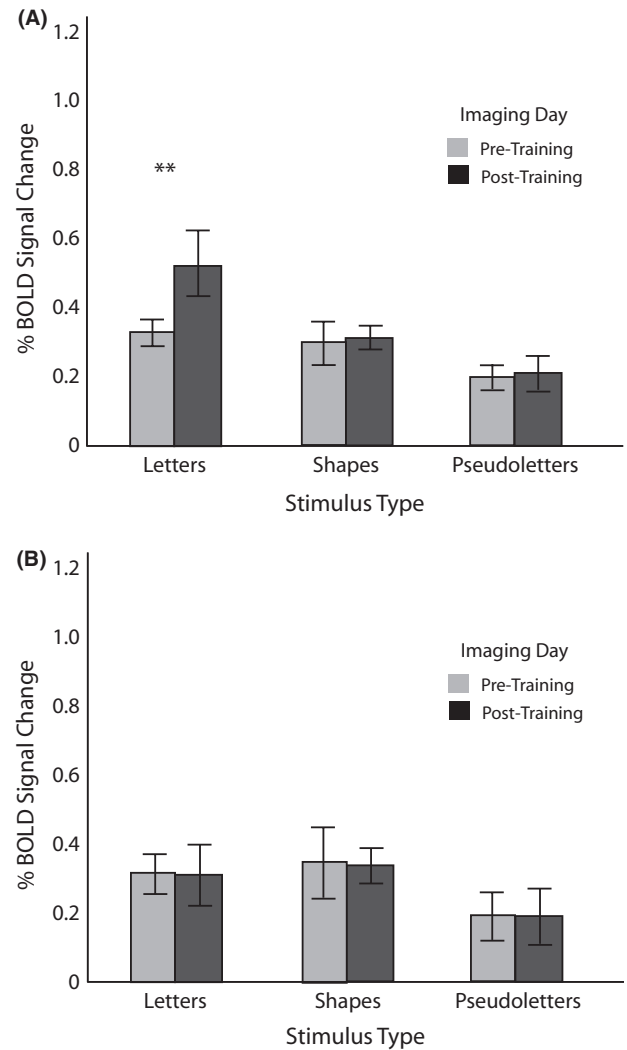 (A)
1.2
1.0
0.8
0.6
0.4
0.2
0
% BOLD Signal Change
**
Imaging Day
Pre-Training
Post-Training
Letters Shapes Pseudoletters
Stimulus Type
(B)
1.2
1.0
0.8
0.6
0.4
0.2
0
% BOLD Signal Change
Imaging Day
Pre-Training
Post-Training
Letters Shapes Pseudoletters
Stimulus Type